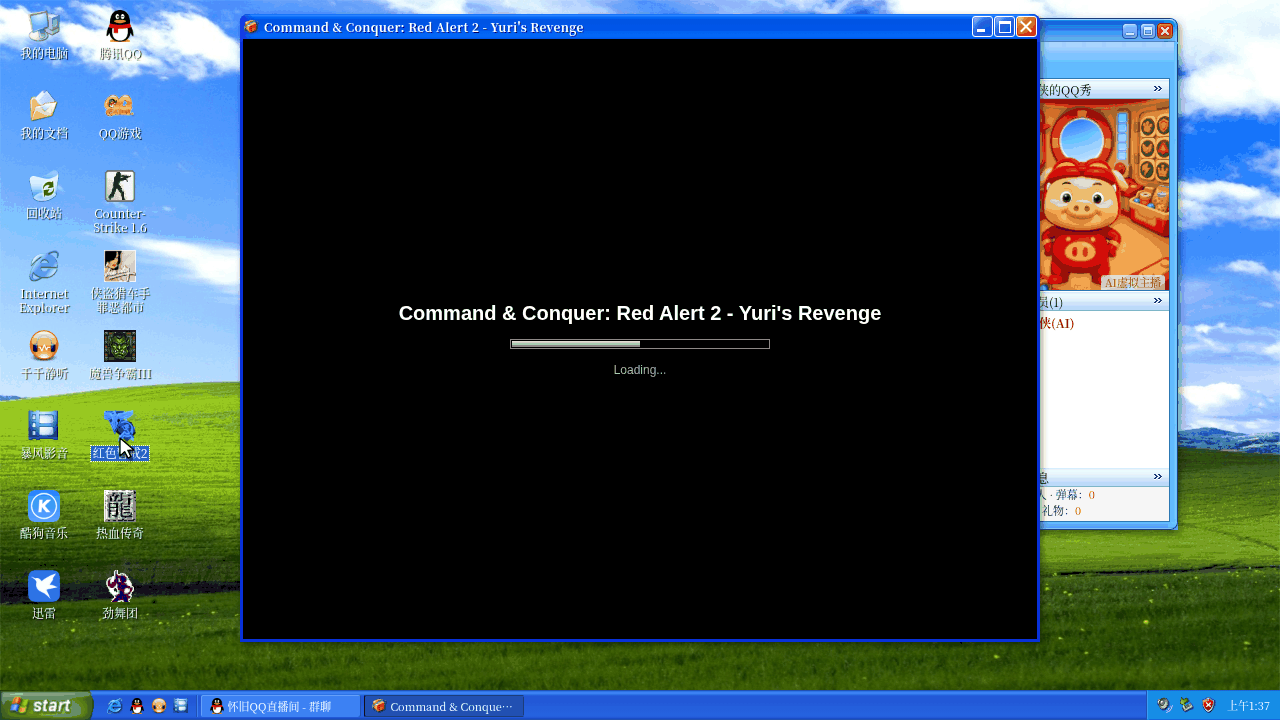 我的电脑
腾讯QQ
我的文档
QQ游戏
回收站
Counter-
Strike 1.6
Internet
Explorer
侠盗猎车手
罪恶都市
千千静听
魔兽争霸III
暴风影音
酷狗音乐
热血传奇
迅雷
劲舞团
Command & Conquer: Red Alert 2 - Yuri's Revenge
Command & Conquer: Red Alert 2 - Yuri's Revenge
Loading...
侠的QQ秀
AI虚拟主播
员(1)
侠(AI)
息
人 · 弹幕: 0
礼物: 0
start
怀旧QQ直播间 - 群聊
Command & Conque···
上午1:37